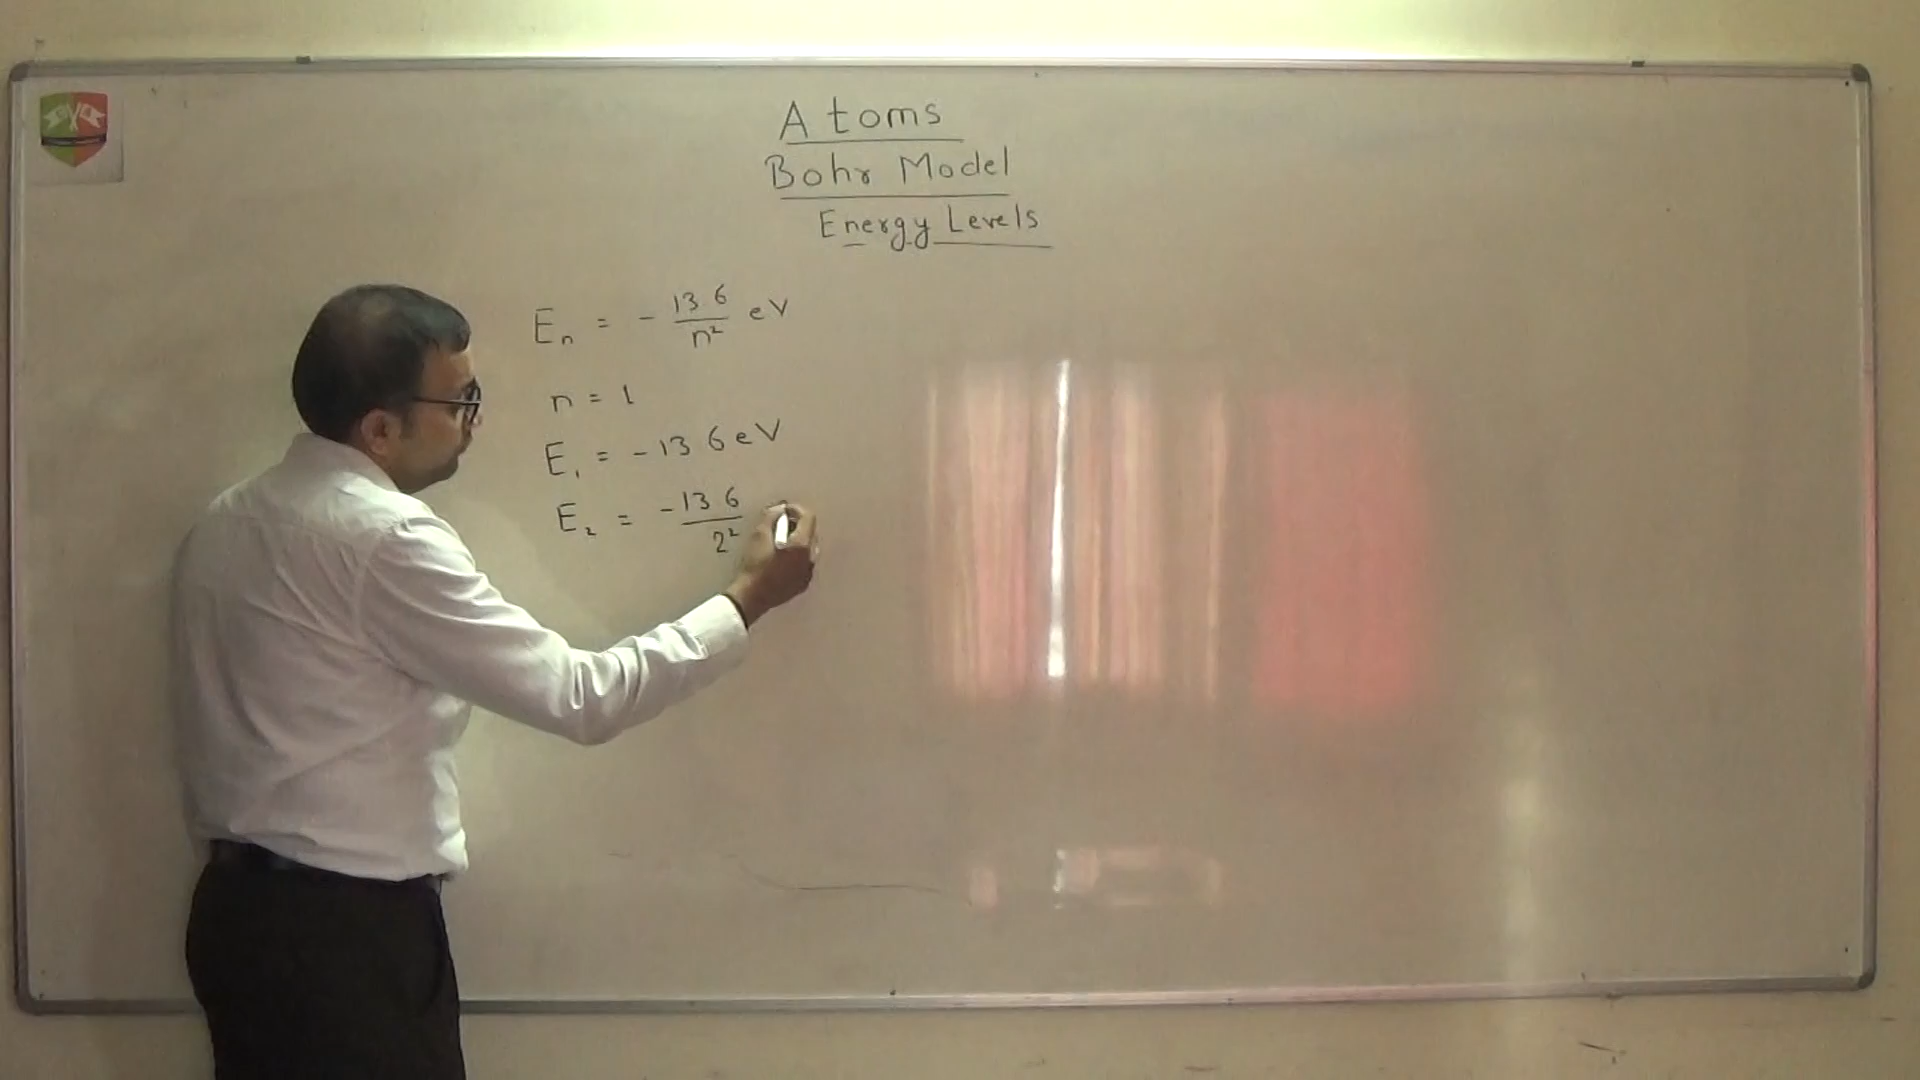 Atoms
Bohr Model
Energy Levels
Eₙ = - 13 6 / n² eV
n = 1
E₁ = - 13 6 eV
E₂ = - 13 6 / 2²